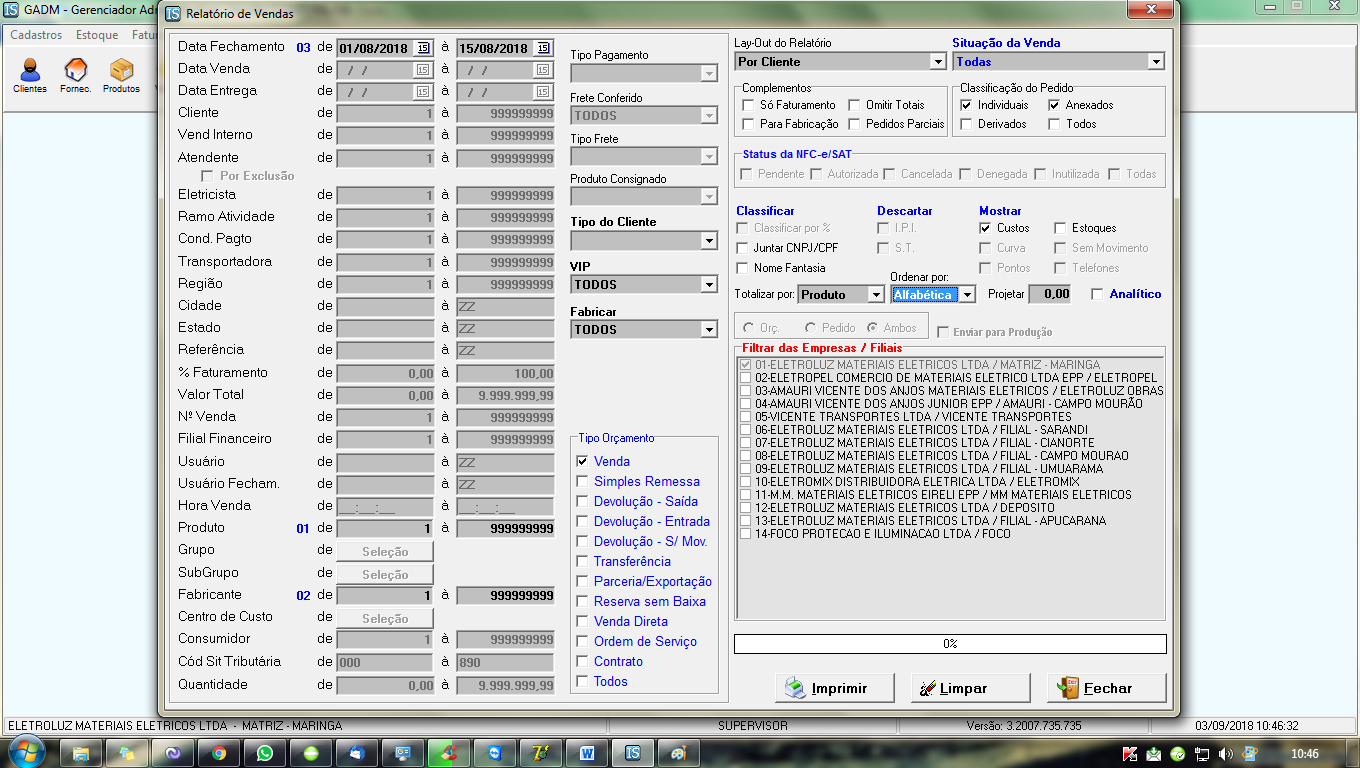 GADM - Gerenciador Adm
Relatório de Vendas
Cadastros Estoque Fatu
Clientes Fornec. Produtos
Data Fechamento 03 de 01/08/2018 15 à 15/08/2018 15
Data Venda de / / 15 à / / 15
Data Entrega de / / 15 à / / 15
Cliente de 1 à 999999999
Vend Interno de 1 à 999999999
Atendente de 1 à 999999999
Por Exclusão
Eletricista de 1 à 999999999
Ramo Atividade de 1 à 999999999
Cond. Pagto de 1 à 999999999
Transportadora de 1 à 999999999
Região de 1 à 999999999
Cidade de à ZZ
Estado de à ZZ
Referência de à ZZ
% Faturamento de 0,00 à 100,00
Valor Total de 0,00 à 9.999.999,99
Nº Venda de 1 à 999999999
Filial Financeiro de 1 à 999999999
Usuário de à ZZ
Usuário Fecham. de à ZZ
Hora Venda de __:__:__ à __:__:__
Produto 01 de 1 à 999999999
Grupo de Seleção
SubGrupo de Seleção
Fabricante 02 de 1 à 999999999
Centro de Custo de Seleção
Consumidor de 1 à 999999999
Cód Sit Tributária de 000 à 890
Quantidade de 0,00 à 9.999.999,99
Tipo Pagamento
Frete Conferido
TODOS
Tipo Frete
Produto Consignado
Tipo do Cliente
VIP
TODOS
Fabricar
TODOS
Tipo Orçamento
Venda
Simples Remessa
Devolução - Saída
Devolução - Entrada
Devolução - S/ Mov.
Transferência
Parceria/Exportação
Reserva sem Baixa
Venda Direta
Ordem de Serviço
Contrato
Todos
Lay-Out do Relatório Situação da Venda
Por Cliente Todas
Complementos Classificação do Pedido
Só Faturamento Omitir Totais Individuais Anexados
Para Fabricação Pedidos Parciais Derivados Todos
Status da NFC-e/SAT
Pendente Autorizada Cancelada Denegada Inutilizada Todas
Classificar Descartar Mostrar
Classificar por % I.P.I. Custos Estoques
Juntar CNPJ/CPF S.T. Curva Sem Movimento
Nome Fantasia Pontos Telefones
Ordenar por:
Totalizar por: Produto Alfabética Projetar 0,00 Analítico
Orç. Pedido Ambos Enviar para Produção
Filtrar das Empresas / Filiais
01-ELETROLUZ MATERIAIS ELETRICOS LTDA / MATRIZ - MARINGA
02-ELETROPEL COMERCIO DE MATERIAIS ELETRICO LTDA EPP / ELETROPEL
03-AMAURI VICENTE DOS ANJOS MATERIAIS ELETRICOS / ELETROLUZ OBRAS
04-AMAURI VICENTE DOS ANJOS JUNIOR EPP / AMAURI - CAMPO MOURÃO
05-VICENTE TRANSPORTES LTDA / VICENTE TRANSPORTES
06-ELETROLUZ MATERIAIS ELETRICOS LTDA / FILIAL - SARANDI
07-ELETROLUZ MATERIAIS ELETRICOS LTDA / FILIAL - CIANORTE
08-ELETROLUZ MATERIAIS ELETRICOS LTDA / FILIAL - CAMPO MOURAO
09-ELETROLUZ MATERIAIS ELETRICOS LTDA / FILIAL - UMUARAMA
10-ELETROMIX DISTRIBUIDORA ELETRICA LTDA / ELETROMIX
11-M.M. MATERIAIS ELETRICOS EIRELI EPP / MM MATERIAIS ELETRICOS
12-ELETROLUZ MATERIAIS ELETRICOS LTDA / DEPOSITO
13-ELETROLUZ MATERIAIS ELETRICOS LTDA / FILIAL - APUCARANA
14-FOCO PROTECAO E ILUMINACAO LTDA / FOCO
0%
Imprimir Limpar Fechar
ELETROLUZ MATERIAIS ELETRICOS LTDA - MATRIZ - MARINGA SUPERVISOR Versão: 3.2007.735.735 03/09/2018 10:46:32
10:46